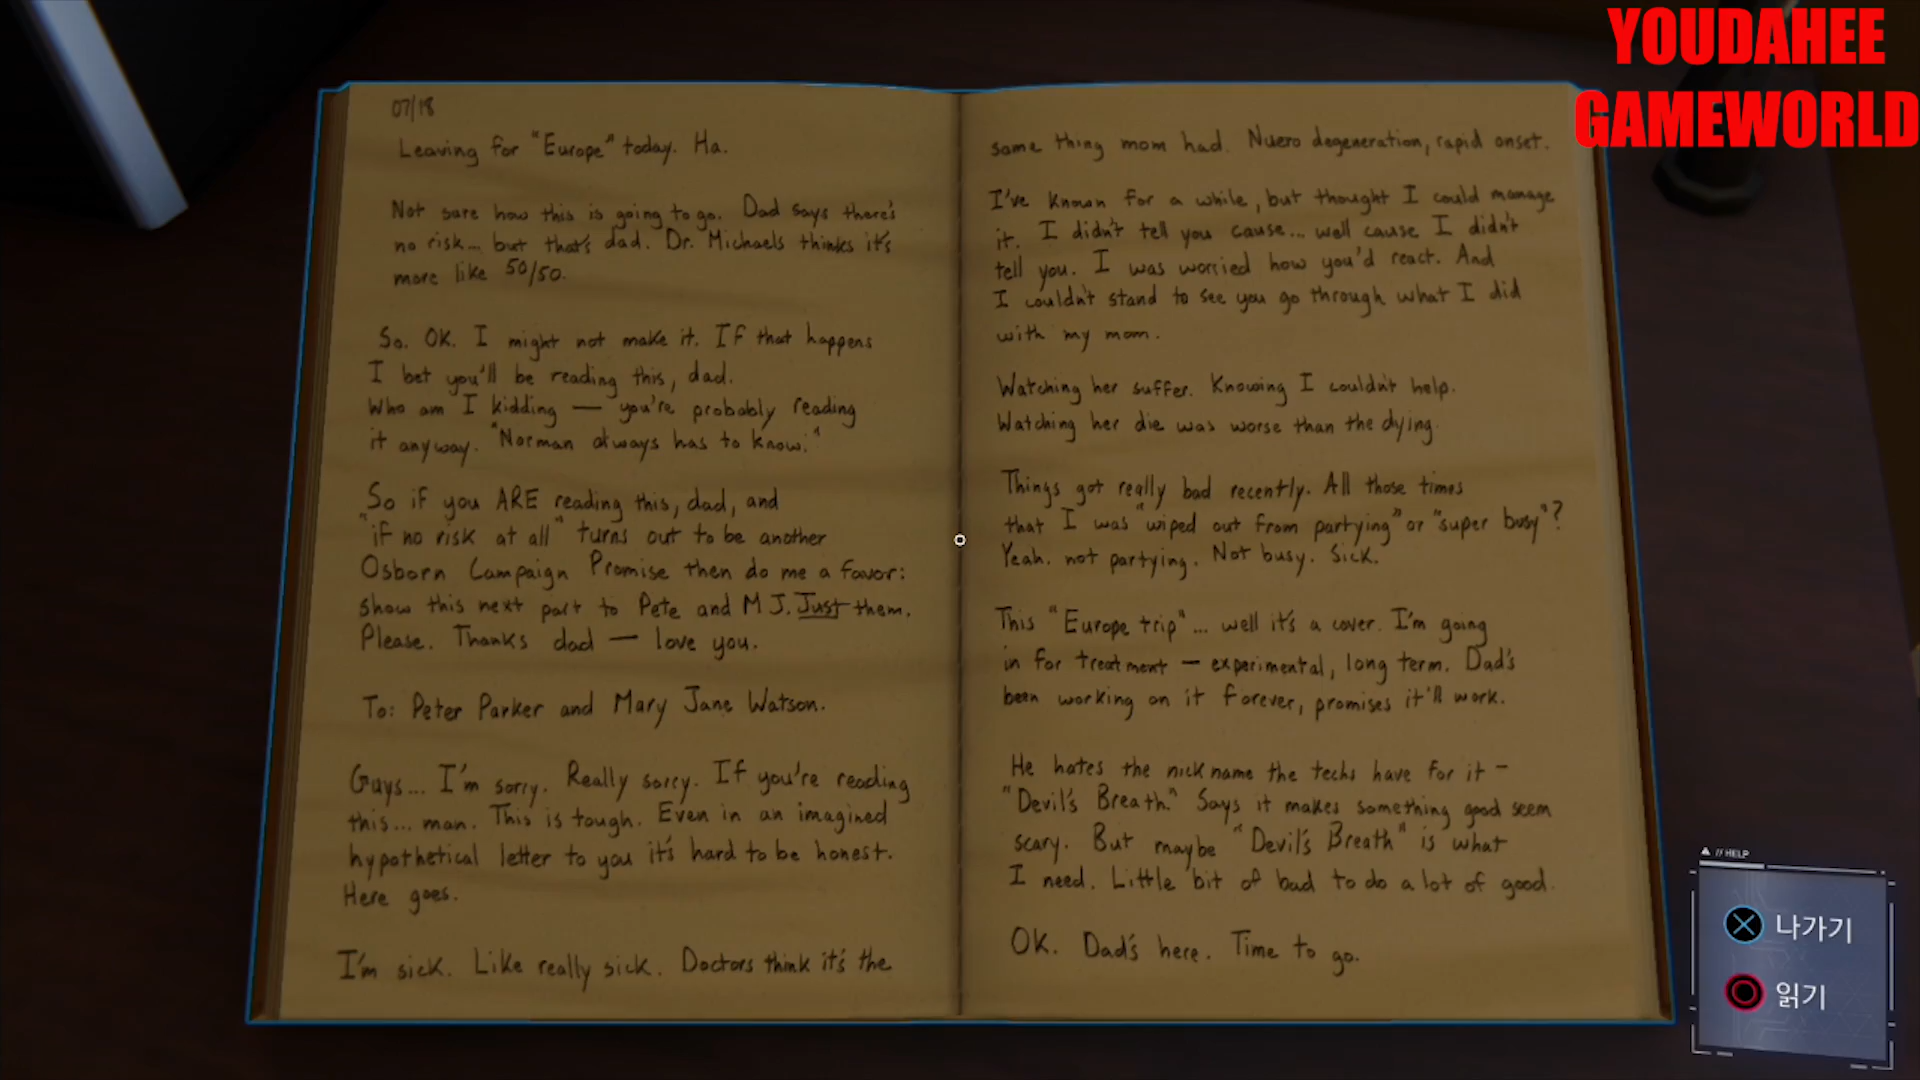 YOUDAHEE
GAMEWORLD
07/18
Leaving for "Europe" today. Ha.
Not sure how this is going to go. Dad says there's
no risk... but that's dad. Dr. Michaels thinks it's
more like 50/50.
So. OK. I might not make it. If that happens
I bet you'll be reading this, dad.
Who am I kidding — you're probably reading
it anyway. "Norman always has to know."
So if you ARE reading this, dad, and
"if no risk at all" turns out to be another
Osborn Campaign Promise then do me a favor:
show this next part to Pete and MJ. Just them.
Please. Thanks dad — love you.
To: Peter Parker and Mary Jane Watson.
Guys... I'm sorry. Really sorry. If you're reading
this... man. This is tough. Even in an imagined
hypothetical letter to you it's hard to be honest.
Here goes.
I'm sick. Like really sick. Doctors think it's the
same thing mom had. Nuero degeneration, rapid onset.
I've known for a while, but thought I could manage
it. I didn't tell you cause... well cause I didn't
tell you. I was worried how you'd react. And
I couldn't stand to see you go through what I did
with my mom.
Watching her suffer. Knowing I couldn't help.
Watching her die was worse than the dying.
Things got really bad recently. All those times
that I was "wiped out from partying" or "super busy"?
Yeah. not partying. Not busy. Sick.
This "Europe trip"... well it's a cover. I'm going
in for treatment — experimental, long term. Dad's
been working on it forever, promises it'll work.
He hates the nickname the techs have for it -
"Devil's Breath." Says it makes something good seem
scary. But maybe "Devil's Breath" is what
I need. Little bit of bad to do a lot of good.
OK. Dad's here. Time to go.
// HELP
나가기
읽기